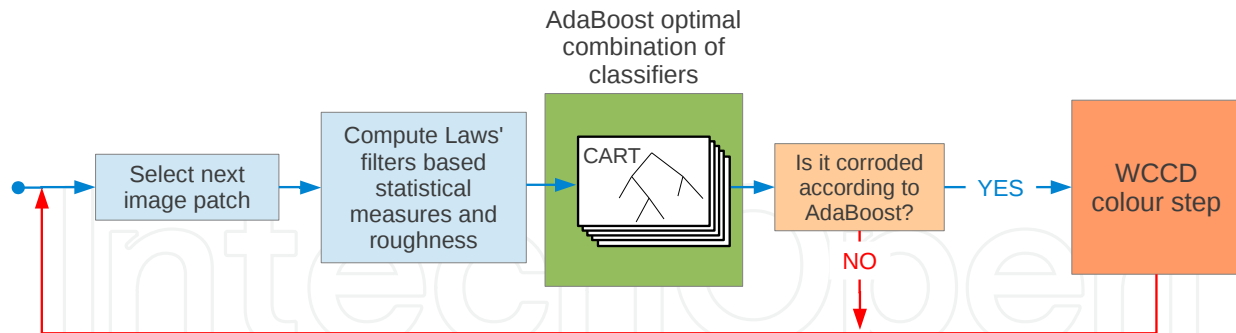 AdaBoost optimal
combination of
classifiers
Select next
image patch
Compute Laws'
filters based
statistical
measures and
roughness
CART
Is it corroded
according to
AdaBoost?
YES
NO
WCCD
colour step
IntechOpen